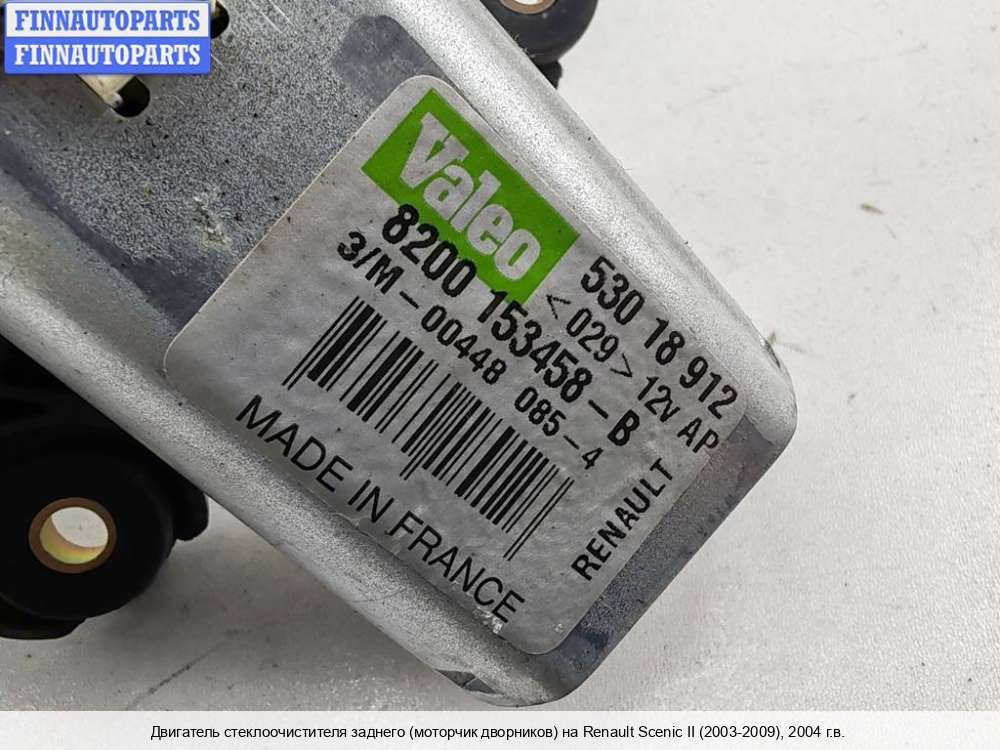 FINNAUTOPARTS
FINNAUTOPARTS
Valeo
530 18 912
<029> 12v AP
8200 153458-B
3/M-00448 085-4
RENAULT
MADE IN FRANCE
Двигатель стеклоочистителя заднего (моторчик дворников) на Renault Scenic II (2003-2009), 2004 г.в.